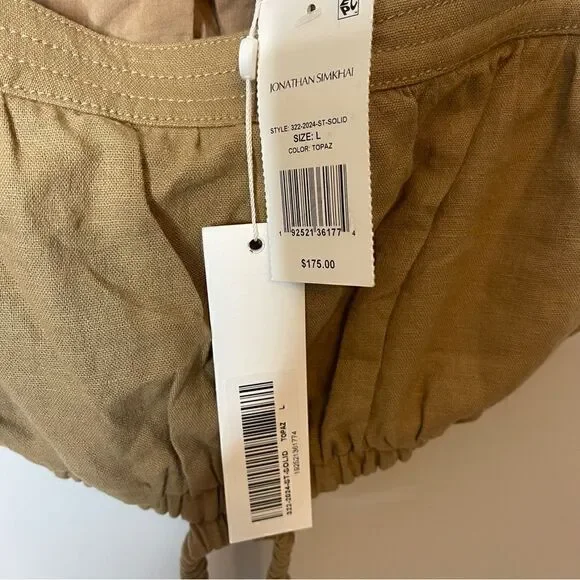 JONATHAN SIMKHAI
STYLE: 322-2024-ST-SOLID
SIZE: L
COLOR: TOPAZ
1 92521 36177 4
$175.00
322-2024-ST-SOLID TOPAZ L
192521361774